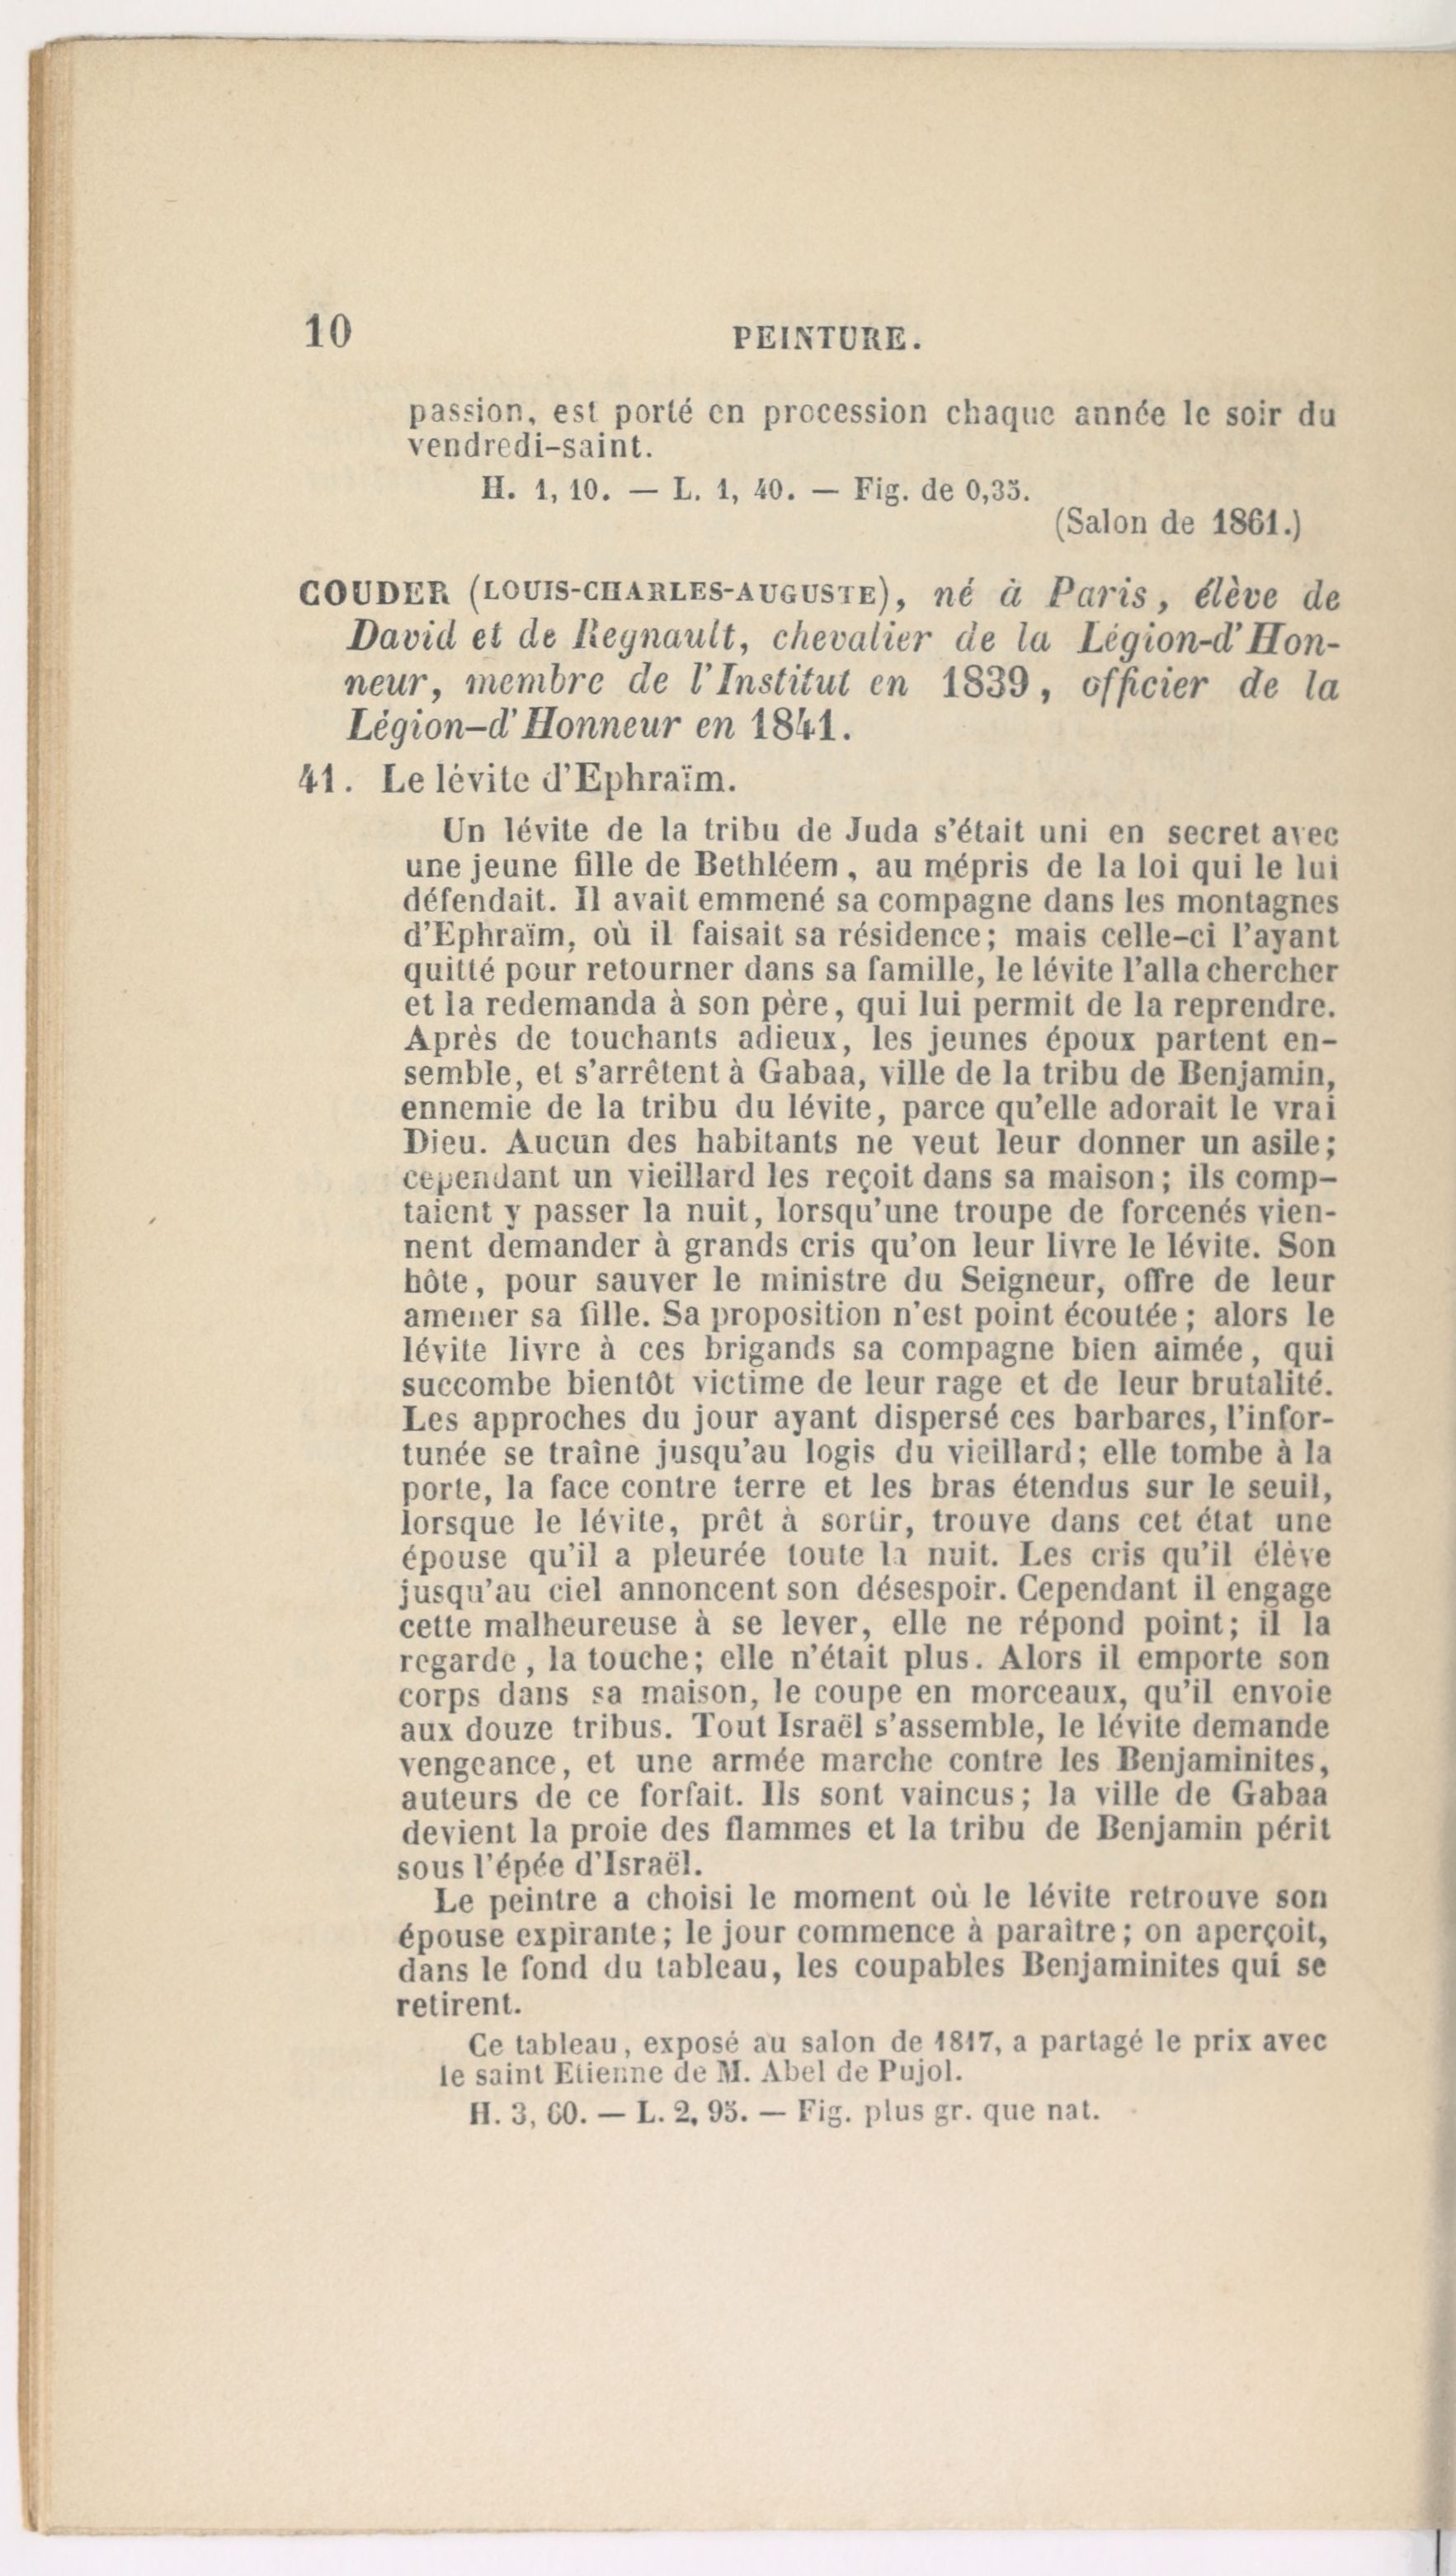 10
PEINTURE.
passion, est porté en procession chaque année le soir du
vendredi-saint.
H. 1, 10. — L. 1, 40. — Fig. de 0,35.
(Salon de 1861.)
COUDER (LOUIS-CHARLES-AUGUSTE), né à Paris, élève de
David et de Regnault, chevalier de la Légion-d'Hon-
neur, membre de l'Institut en 1839, officier de la
Légion-d'Honneur en 1841.
41. Le lévite d'Ephraïm.
Un lévite de la tribu de Juda s'était uni en secret avec
une jeune fille de Bethléem, au mépris de la loi qui le lui
défendait. Il avait emmené sa compagne dans les montagnes
d'Ephraïm, où il faisait sa résidence; mais celle-ci l'ayant
quitté pour retourner dans sa famille, le lévite l'alla chercher
et la redemanda à son père, qui lui permit de la reprendre.
Après de touchants adieux, les jeunes époux partent en-
semble, et s'arrêtent à Gabaa, ville de la tribu de Benjamin,
ennemie de la tribu du lévite, parce qu'elle adorait le vrai
Dieu. Aucun des habitants ne veut leur donner un asile;
cependant un vieillard les reçoit dans sa maison; ils comp-
taient y passer la nuit, lorsqu'une troupe de forcenés vien-
nent demander à grands cris qu'on leur livre le lévite. Son
hôte, pour sauver le ministre du Seigneur, offre de leur
amener sa fille. Sa proposition n'est point écoutée; alors le
lévite livre à ces brigands sa compagne bien aimée, qui
succombe bientôt victime de leur rage et de leur brutalité.
Les approches du jour ayant dispersé ces barbares, l'infor-
tunée se traîne jusqu'au logis du vieillard; elle tombe à la
porte, la face contre terre et les bras étendus sur le seuil,
lorsque le lévite, prêt à sortir, trouve dans cet état une
épouse qu'il a pleurée toute la nuit. Les cris qu'il élève
jusqu'au ciel annoncent son désespoir. Cependant il engage
cette malheureuse à se lever, elle ne répond point; il la
regarde, la touche; elle n'était plus. Alors il emporte son
corps dans sa maison, le coupe en morceaux, qu'il envoie
aux douze tribus. Tout Israël s'assemble, le lévite demande
vengeance, et une armée marche contre les Benjaminites,
auteurs de ce forfait. Ils sont vaincus; la ville de Gabaa
devient la proie des flammes et la tribu de Benjamin périt
sous l'épée d'Israël.
Le peintre a choisi le moment où le lévite retrouve son
épouse expirante; le jour commence à paraître; on aperçoit,
dans le fond du tableau, les coupables Benjaminites qui se
retirent.
Ce tableau, exposé au salon de 1817, a partagé le prix avec
le saint Etienne de M. Abel de Pujol.
H. 3, 60. — L. 2, 95. — Fig. plus gr. que nat.